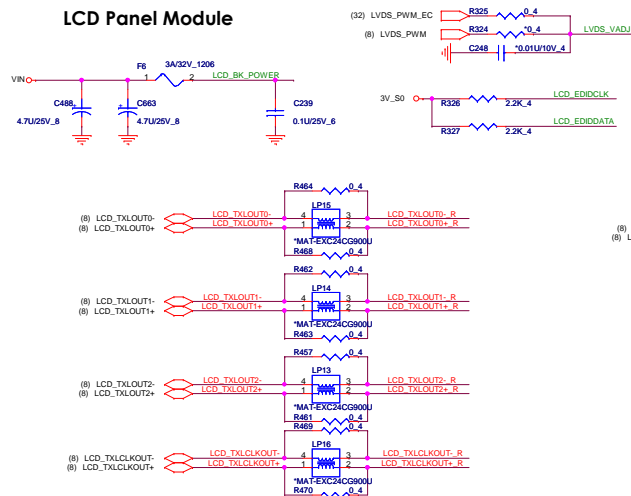 LCD Panel Module
(32) LVDS_PWM_EC R325 0_4
(8) LVDS_PWM R324 *0_4 LVDS_VADJ
C248 *0.01U/10V_4
F6 3A/32V_1206
VIN 1 2 LCD_BK_POWER
C488 C663 C239
4.7U/25V_8 4.7U/25V_8 0.1U/25V_6
3V_S0 R326 2.2K_4 LCD_EDIDCLK
R327 2.2K_4 LCD_EDIDDATA
R464 0_4
LP15
(8) LCD_TXLOUT0- LCD_TXLOUT0- 4 3 LCD_TXLOUT0-_R
(8) LCD_TXLOUT0+ LCD_TXLOUT0+ 1 2 LCD_TXLOUT0+_R
*MAT-EXC24CG900U
R468 0_4
(8)
(8) L
R462 0_4
LP14
(8) LCD_TXLOUT1- LCD_TXLOUT1- 4 3 LCD_TXLOUT1-_R
(8) LCD_TXLOUT1+ LCD_TXLOUT1+ 1 2 LCD_TXLOUT1+_R
*MAT-EXC24CG900U
R463 0_4
R457 0_4
LP13
(8) LCD_TXLOUT2- LCD_TXLOUT2- 4 3 LCD_TXLOUT2-_R
(8) LCD_TXLOUT2+ LCD_TXLOUT2+ 1 2 LCD_TXLOUT2+_R
*MAT-EXC24CG900U
R461 0_4
R469 0_4
LP16
(8) LCD_TXLCLKOUT- LCD_TXLCLKOUT- 4 3 LCD_TXLCLKOUT-_R
(8) LCD_TXLCLKOUT+ LCD_TXLCLKOUT+ 1 2 LCD_TXLCLKOUT+_R
*MAT-EXC24CG900U
R470 0_4